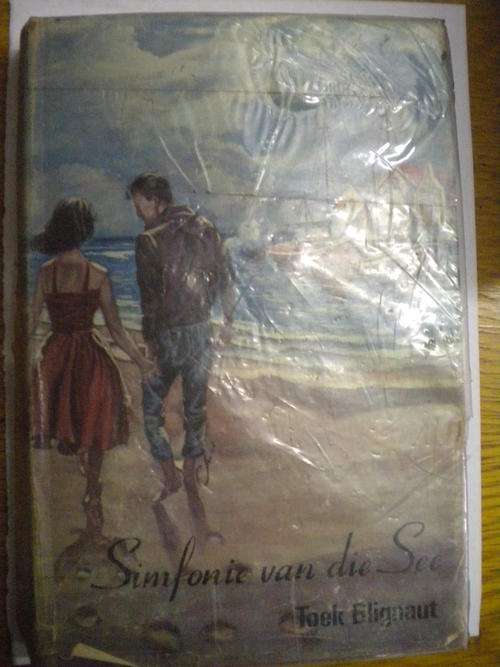 Simfonie van die See
Toek Blignaut